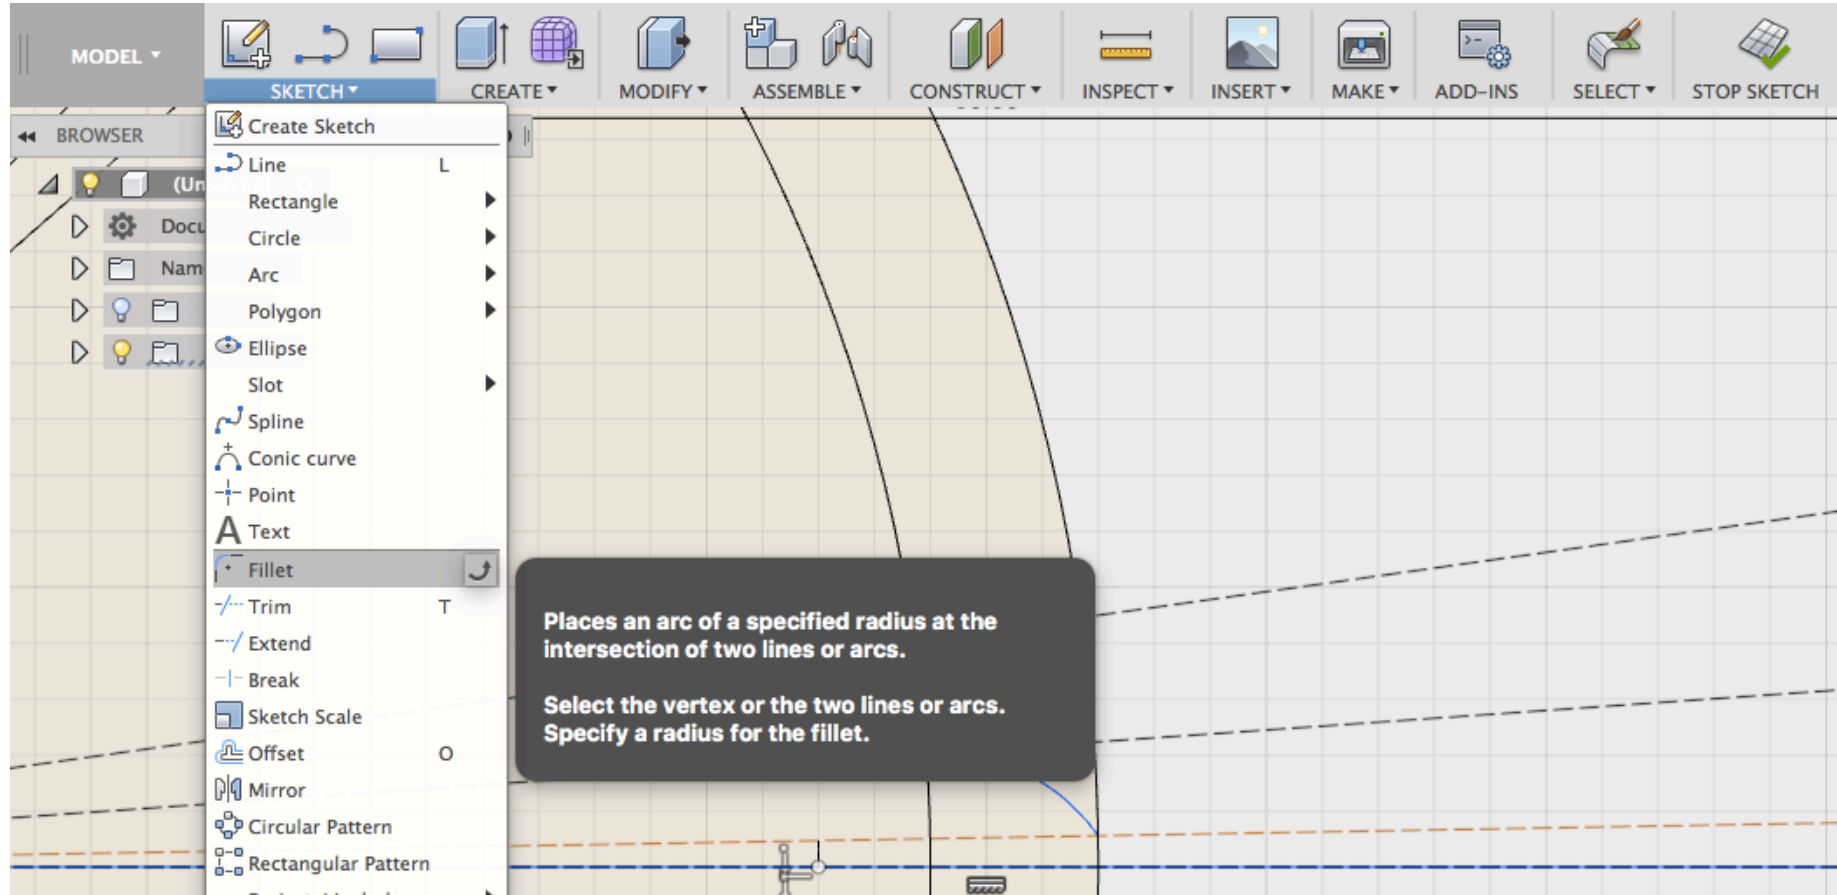 MODEL
SKETCH
CREATE
MODIFY
ASSEMBLE
CONSTRUCT
INSPECT
INSERT
MAKE
ADD-INS
SELECT
STOP SKETCH
BROWSER
(Un
Docu
Nam
Create Sketch
Line L
Rectangle
Circle
Arc
Polygon
Ellipse
Slot
Spline
Conic curve
Point
A Text
Fillet
Trim T
Extend
Break
Sketch Scale
Offset O
Mirror
Circular Pattern
Rectangular Pattern
Places an arc of a specified radius at the
intersection of two lines or arcs.
Select the vertex or the two lines or arcs.
Specify a radius for the fillet.